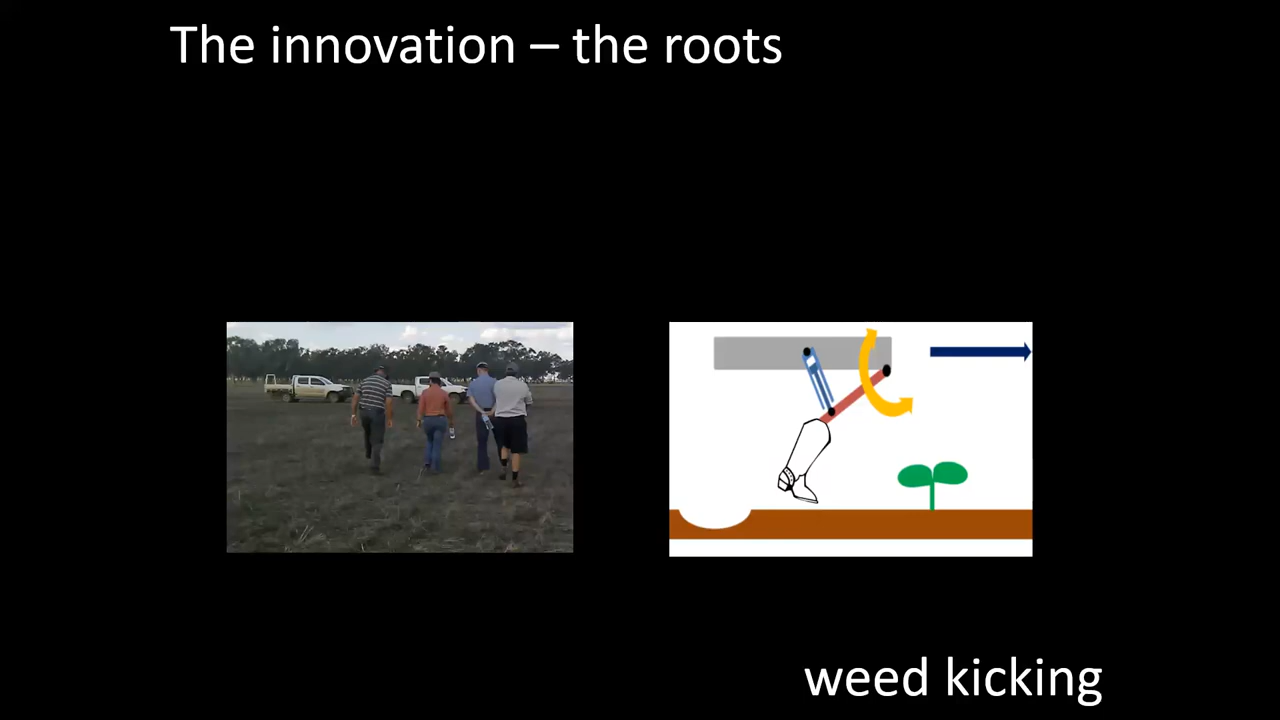 The innovation – the roots
weed kicking